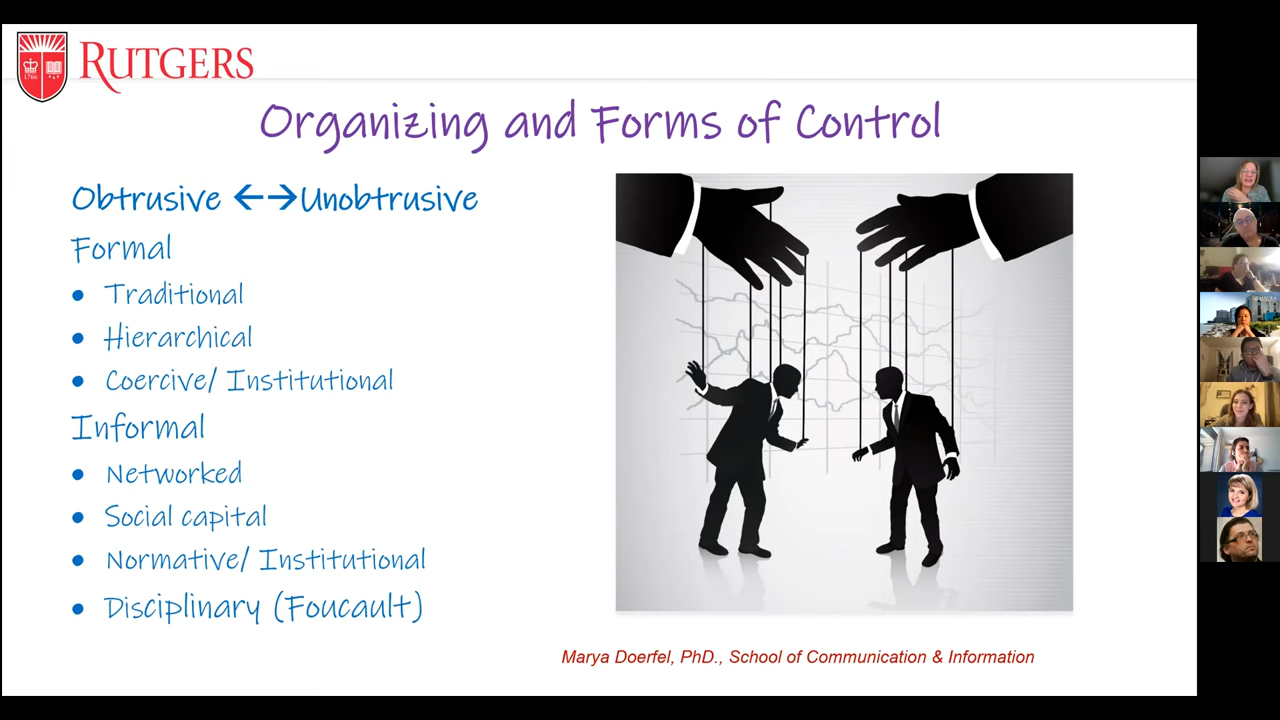 1766
RUTGERS
Organizing and Forms of Control
Obtrusive ←→Unobtrusive
Formal
• Traditional
• Hierarchical
• Coercive/ Institutional
Informal
• Networked
• Social capital
• Normative/ Institutional
• Disciplinary (Foucault)
Marya Doerfel, PhD., School of Communication & Information